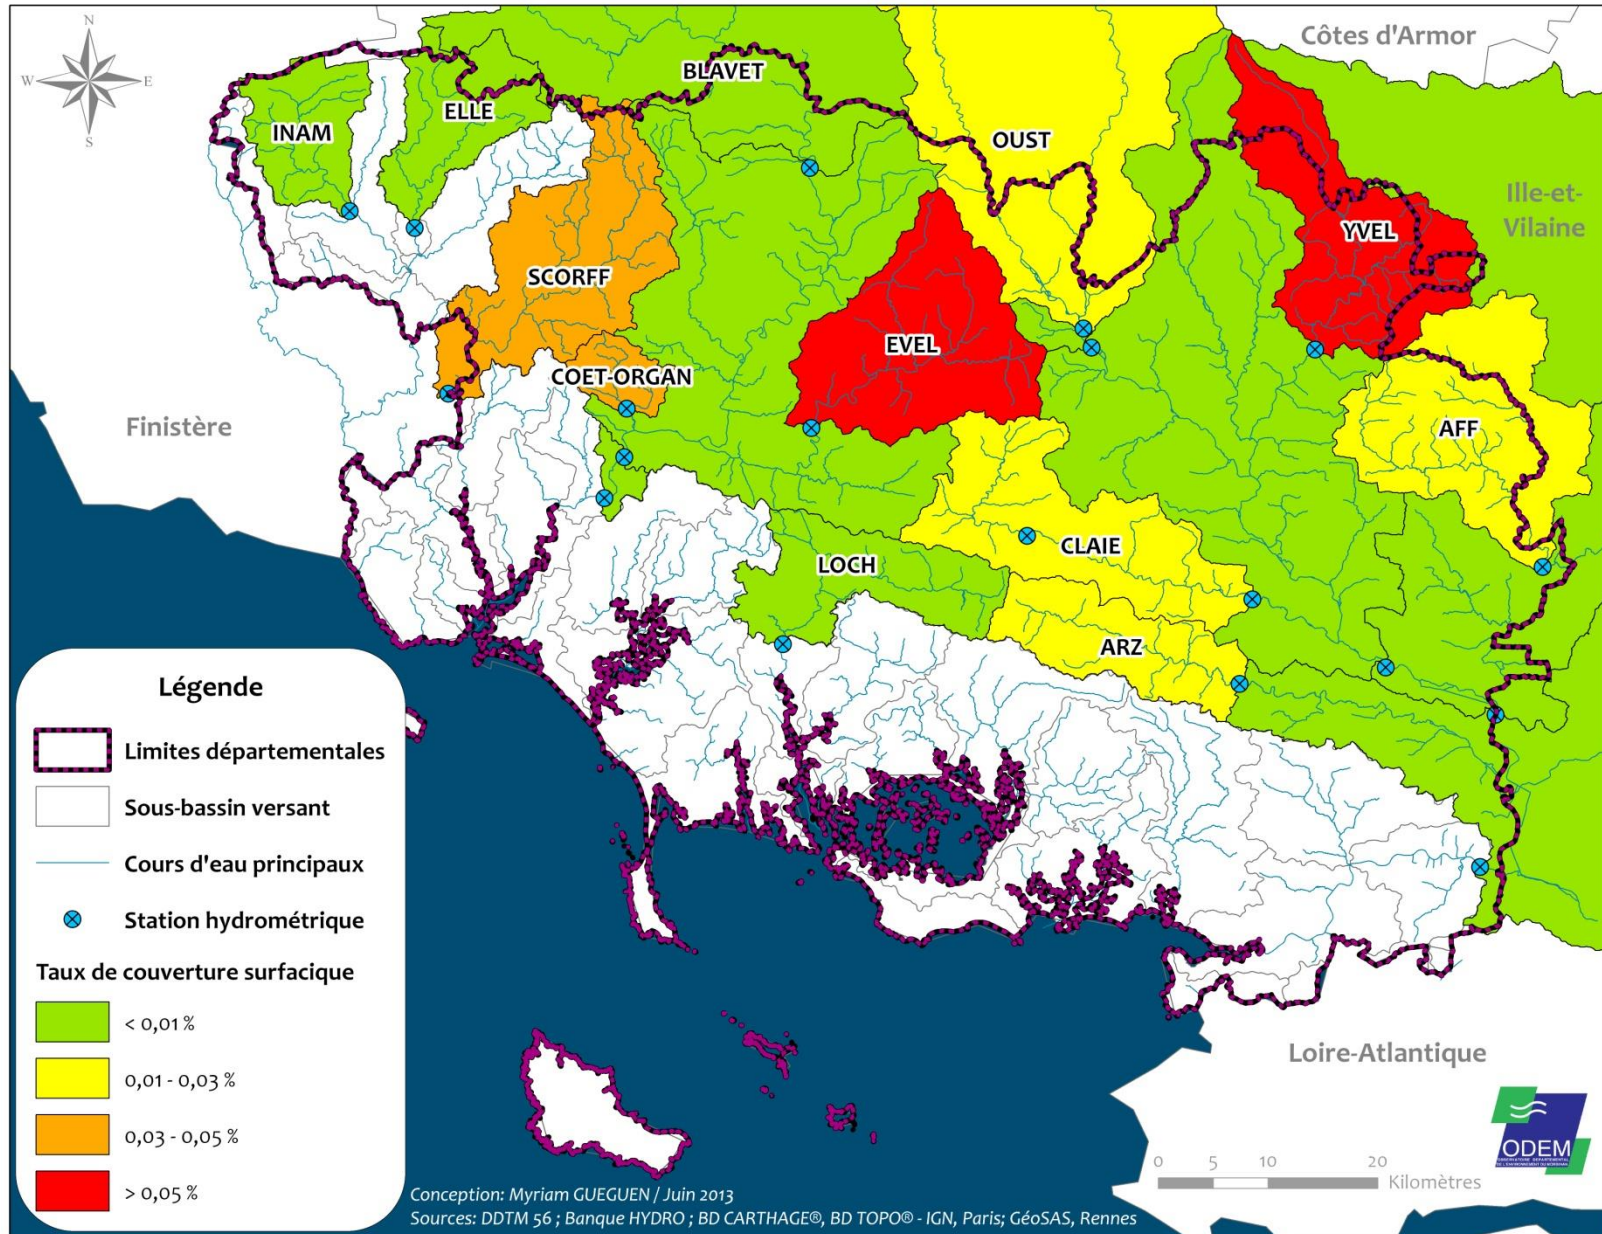 N
W
E
S
Côtes d'Armor
BLAVET
ELLE
INAM
OUST
Ille-et-
Vilaine
YVEL
SCORFF
EVEL
COET-ORGAN
Finistère
AFF
CLAIE
LOCH
ARZ
Légende
Limites départementales
Sous-bassin versant
Cours d'eau principaux
Station hydrométrique
Taux de couverture surfacique
< 0,01 %
0,01 - 0,03 %
0,03 - 0,05 %
> 0,05 %
Loire-Atlantique
ODEM
0 5 10 20
Kilomètres
Conception: Myriam GUEGUEN / Juin 2013
Sources: DDTM 56 ; Banque HYDRO ; BD CARTHAGE®, BD TOPO® - IGN, Paris; GéoSAS, Rennes